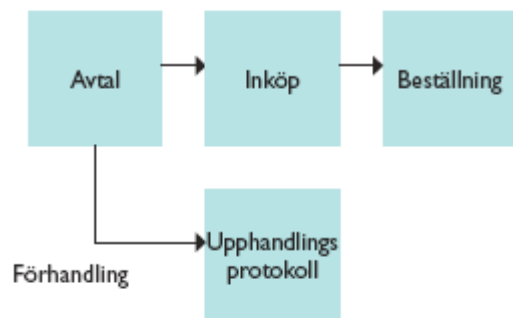 Avtal
Inköp
Beställning
Upphandlings
protokoll
Förhandling